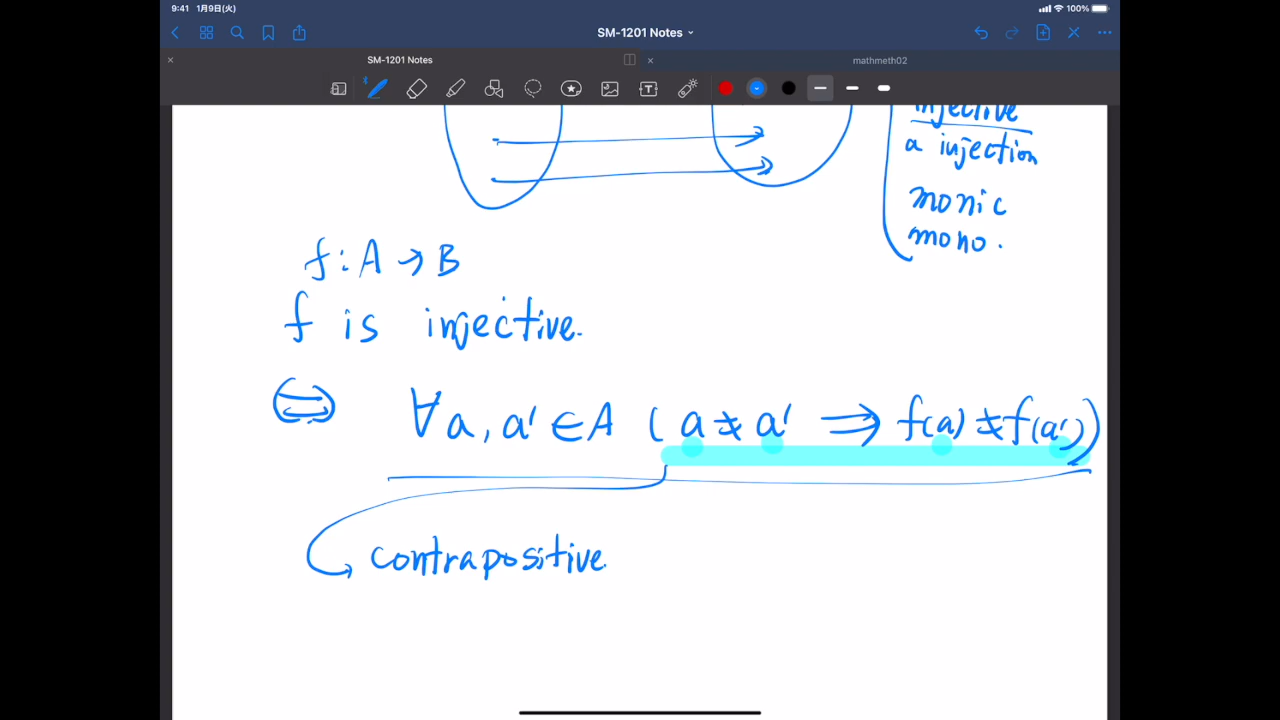 9:41 1月9日(火)
100%
SM-1201 Notes
SM-1201 Notes
mathmeth02
injective
a injection
monic
mono.
f: A → B
f is injective.
⇔ ∀a, a' ∈ A ( a ≠ a' ⇒ f(a) ≠ f(a'))
contrapositive.